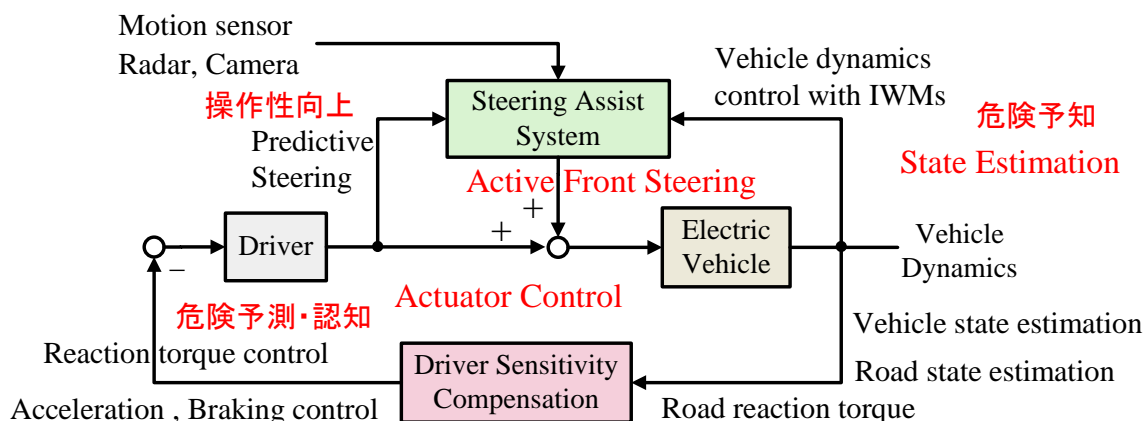 Motion sensor
Radar, Camera
操作性向上
Predictive
Steering
Steering Assist
System
Vehicle dynamics
control with IWMs
危険予知
State Estimation
Active Front Steering
+
+
−
Driver
Electric
Vehicle
Vehicle
Dynamics
Actuator Control
危険予測・認知
Reaction torque control
Acceleration , Braking control
Driver Sensitivity
Compensation
Vehicle state estimation
Road state estimation
Road reaction torque